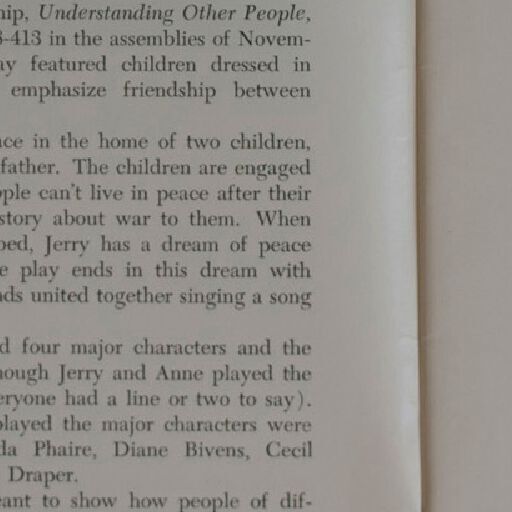 hip, Understanding Other People,
3-413 in the assemblies of Novem-
ay featured children dressed in
emphasize friendship between
ace in the home of two children,
father. The children are engaged
ople can't live in peace after their
story about war to them. When
bed, Jerry has a dream of peace
e play ends in this dream with
nds united together singing a song
d four major characters and the
hough Jerry and Anne played the
eryone had a line or two to say).
played the major characters were
da Phaire, Diane Bivens, Cecil
Draper.
eant to show how people of dif-